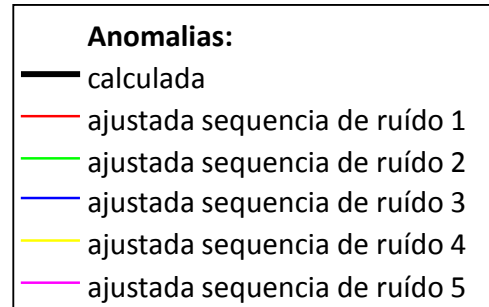 Anomalias:
calculada
ajustada sequencia de ruído 1
ajustada sequencia de ruído 2
ajustada sequencia de ruído 3
ajustada sequencia de ruído 4
ajustada sequencia de ruído 5